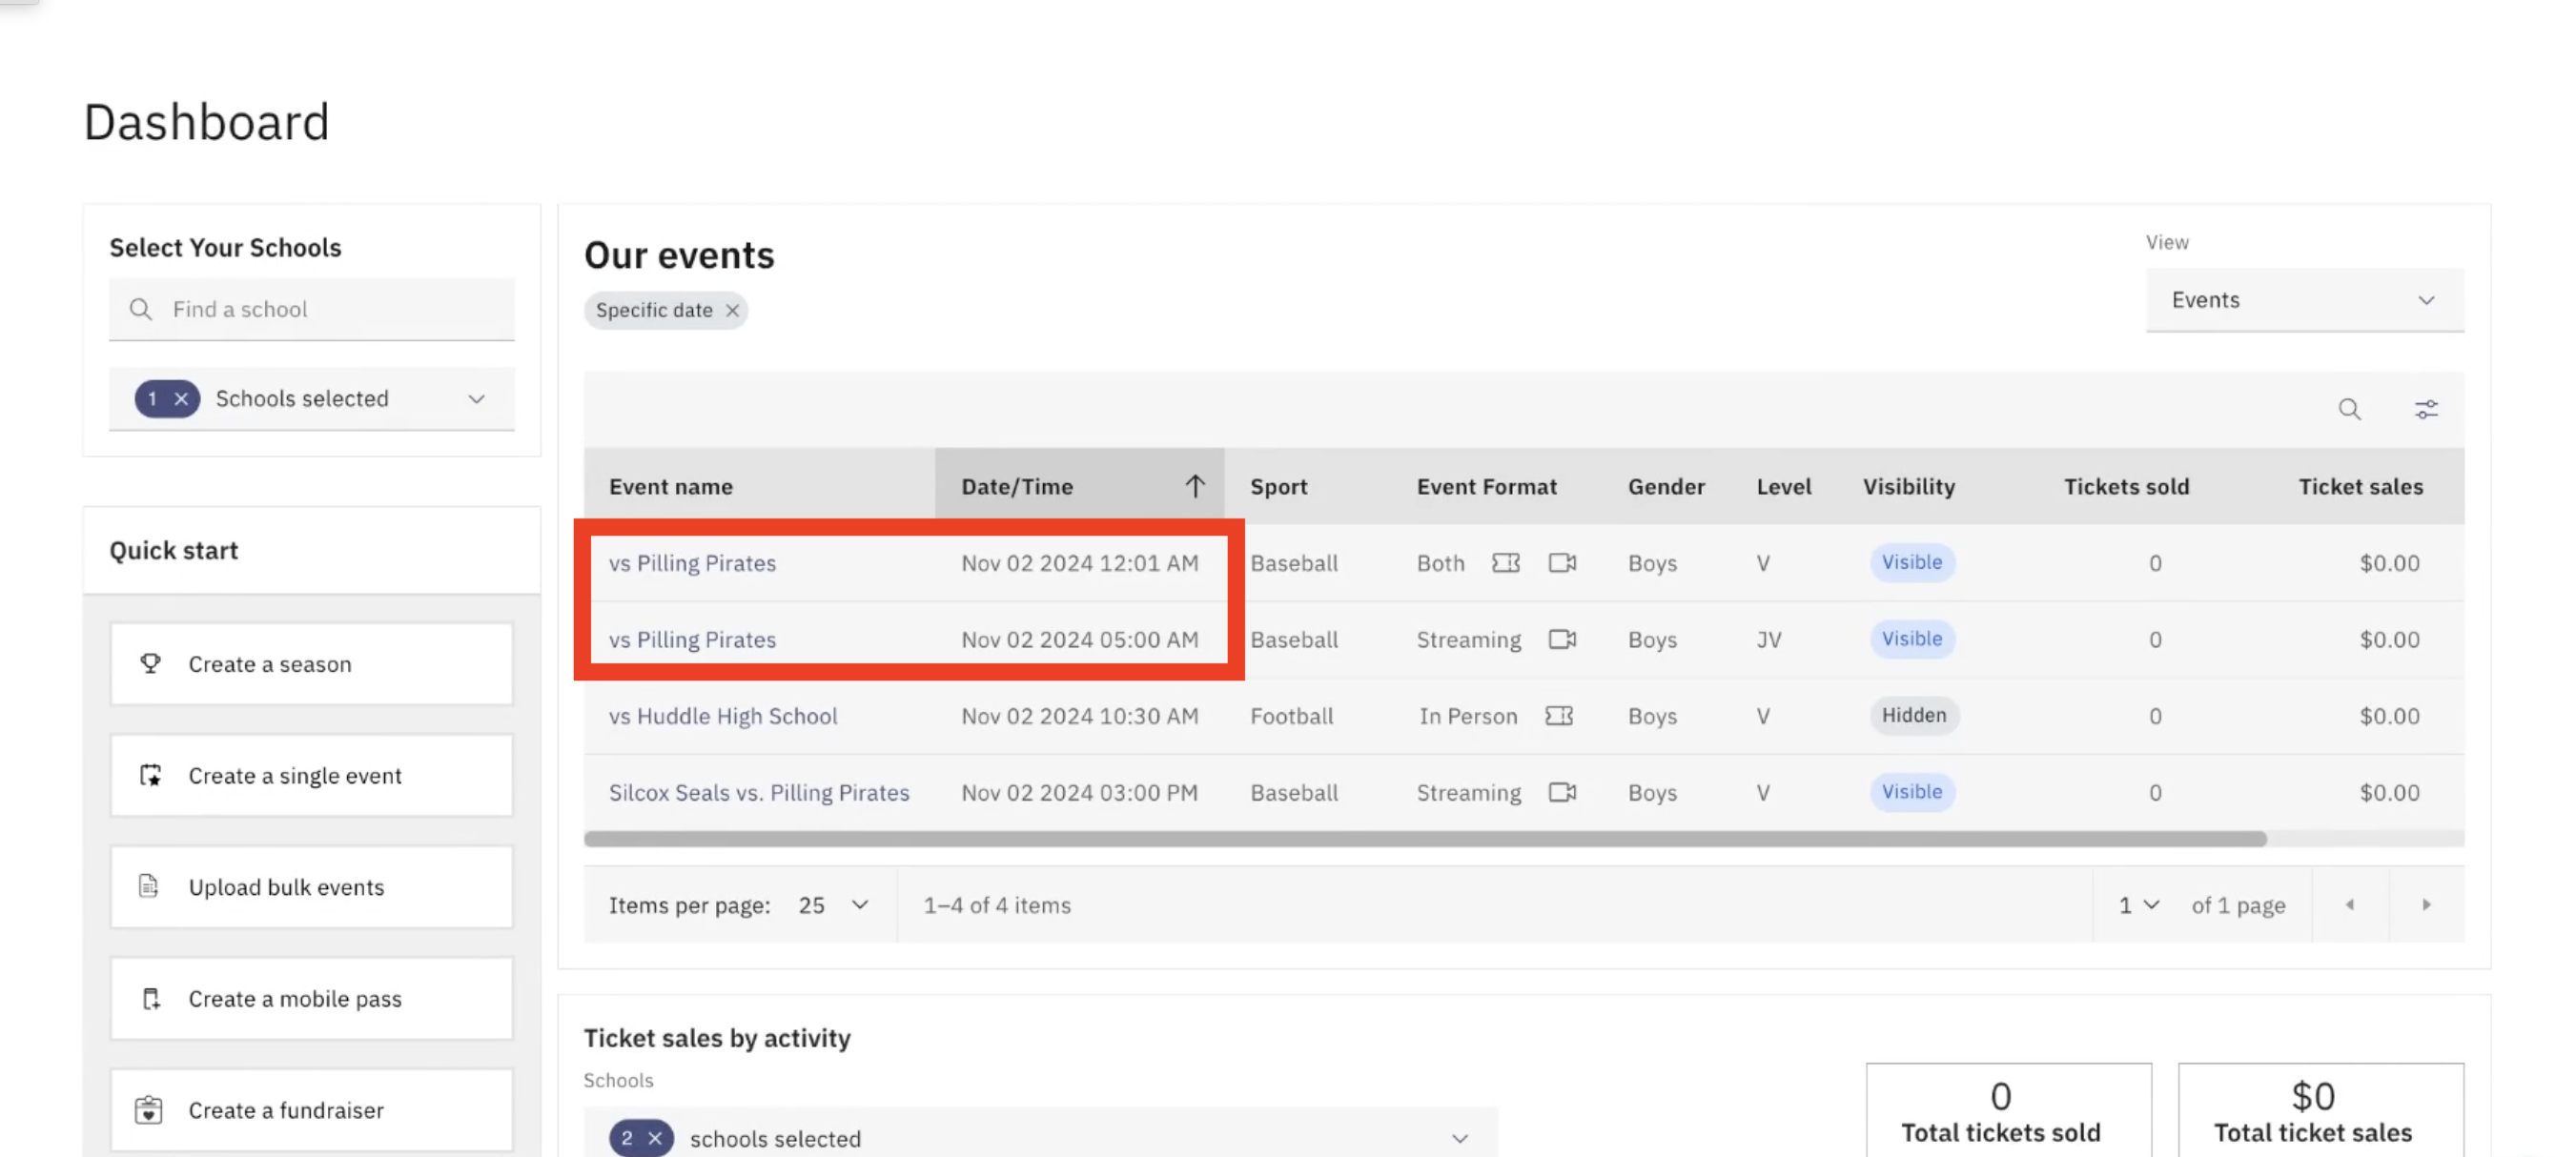 Dashboard
Select Your Schools
Find a school
1 Schools selected
Quick start
Create a season
Create a single event
Upload bulk events
Create a mobile pass
Create a fundraiser
Our events
Specific date
View
Events
Event name Date/Time Sport Event Format Gender Level Visibility Tickets sold Ticket sales
vs Pilling Pirates Nov 02 2024 12:01 AM Baseball Both Boys V Visible 0 $0.00
vs Pilling Pirates Nov 02 2024 05:00 AM Baseball Streaming Boys JV Visible 0 $0.00
vs Huddle High School Nov 02 2024 10:30 AM Football In Person Boys V Hidden 0 $0.00
Silcox Seals vs. Pilling Pirates Nov 02 2024 03:00 PM Baseball Streaming Boys V Visible 0 $0.00
Items per page: 25 1–4 of 4 items 1 of 1 page
Ticket sales by activity
Schools
2 schools selected
0
Total tickets sold
$0
Total ticket sales